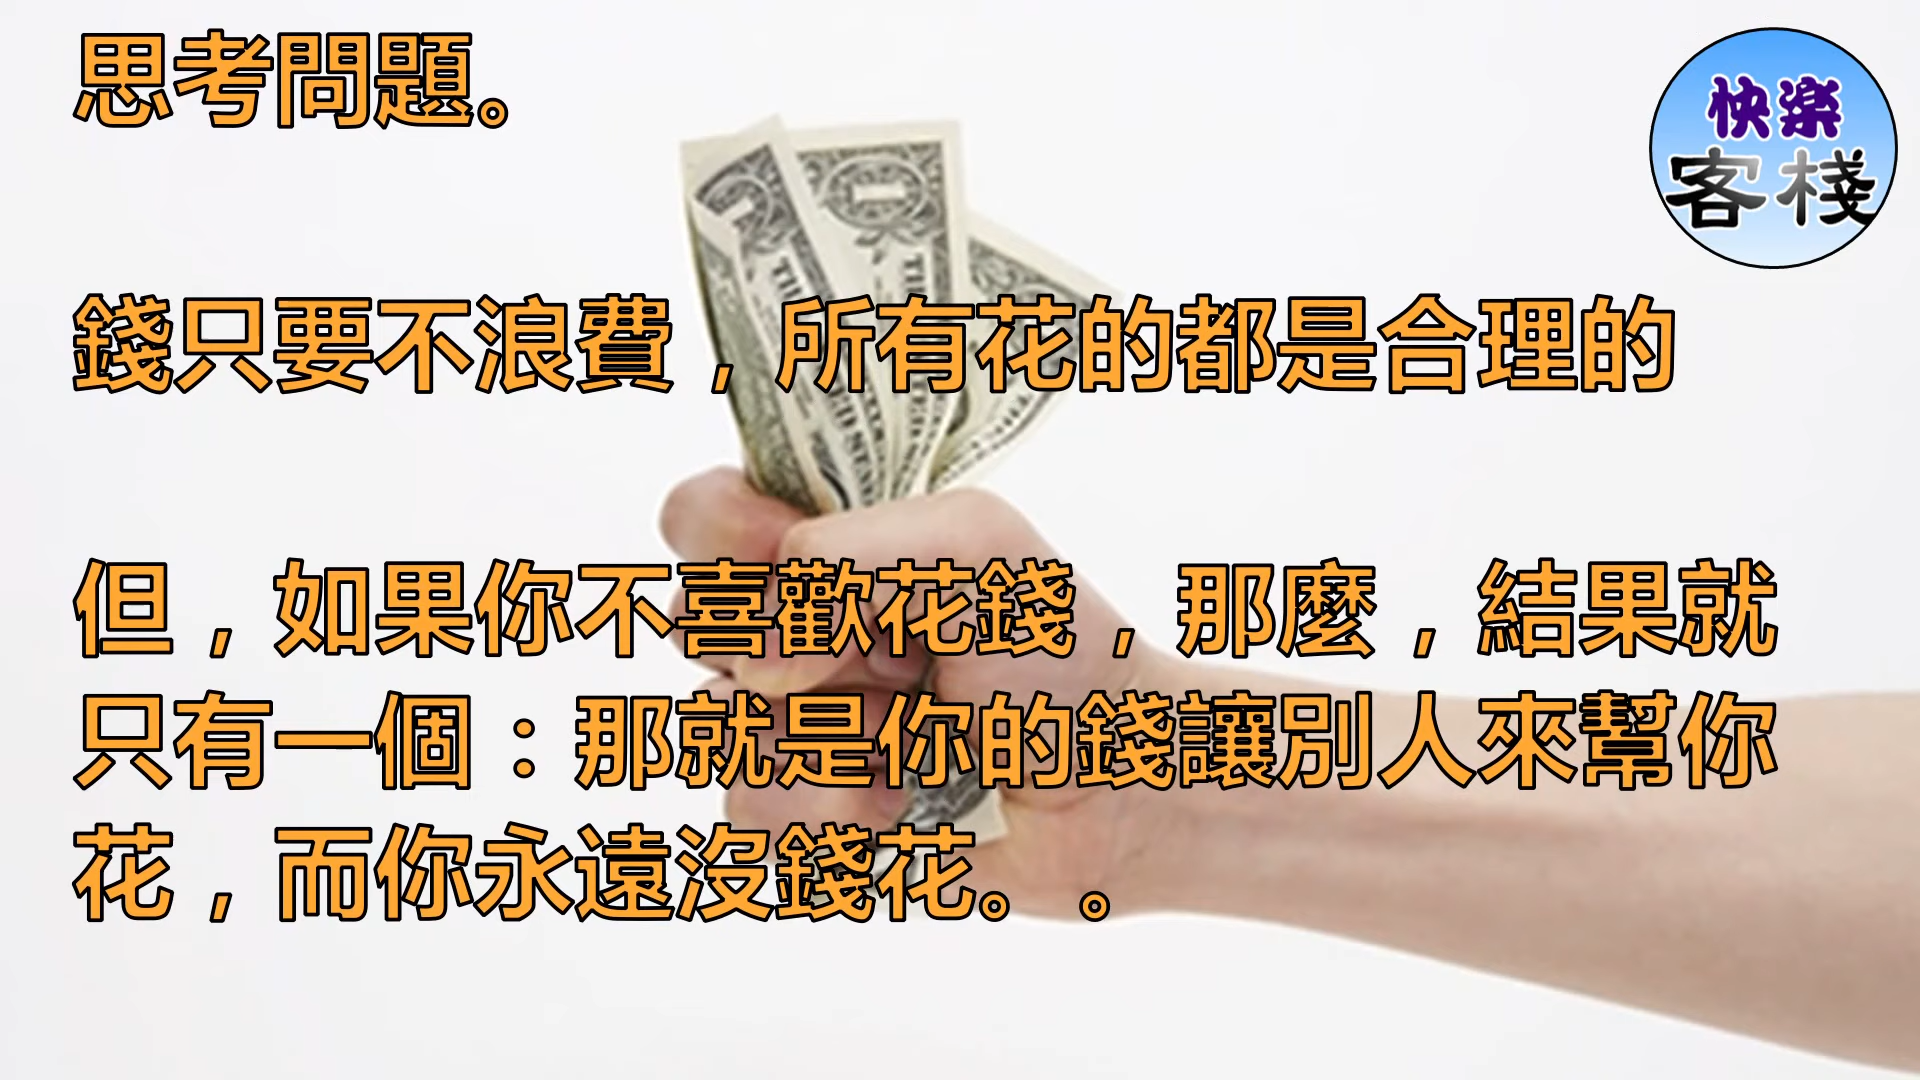 思考問題。
快樂
客棧
錢只要不浪費，所有花的都是合理的
但，如果你不喜歡花錢，那麼，結果就
只有一個：那就是你的錢讓別人來幫你
花，而你永遠沒錢花。。